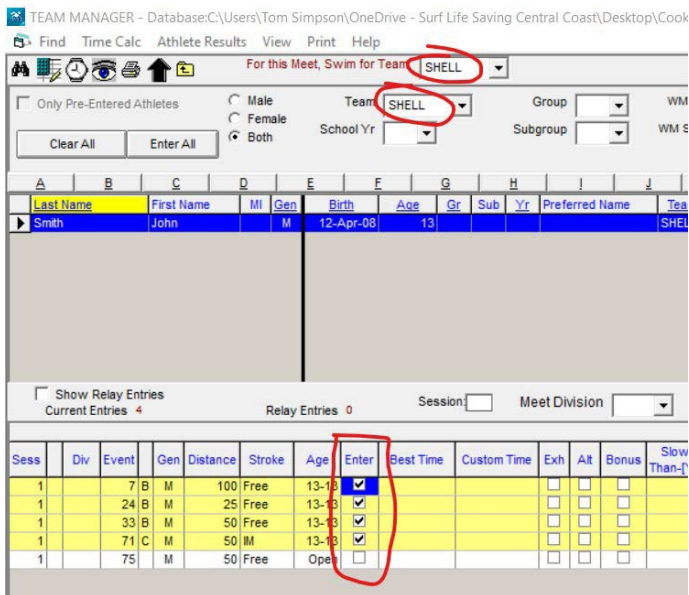 TEAM MANAGER - Database:C:\Users\Tom Simpson\OneDrive - Surf Life Saving Central Coast\Desktop\Cook
Find Time Calc Athlete Results View Print Help
For this Meet, Swim for Team SHELL
Only Pre-Entered Athletes Male Team SHELL Group WM
Female
Clear All Enter All Both School Yr Subgroup WM S
A B C D E F G H I J
Last Name First Name MI Gen Birth Age Gr Sub Yr Preferred Name Tea
Smith John M 12-Apr-08 13 SHEL
Show Relay Entries
Current Entries 4 Relay Entries 0 Session: Meet Division
Sess Div Event Gen Distance Stroke Age Enter Best Time Custom Time Exh Alt Bonus Slow Than-[Y
1 7 B M 100 Free 13-13
1 24 B M 25 Free 13-13
1 33 B M 50 Free 13-13
1 71 C M 50 IM 13-13
1 75 M 50 Free Open